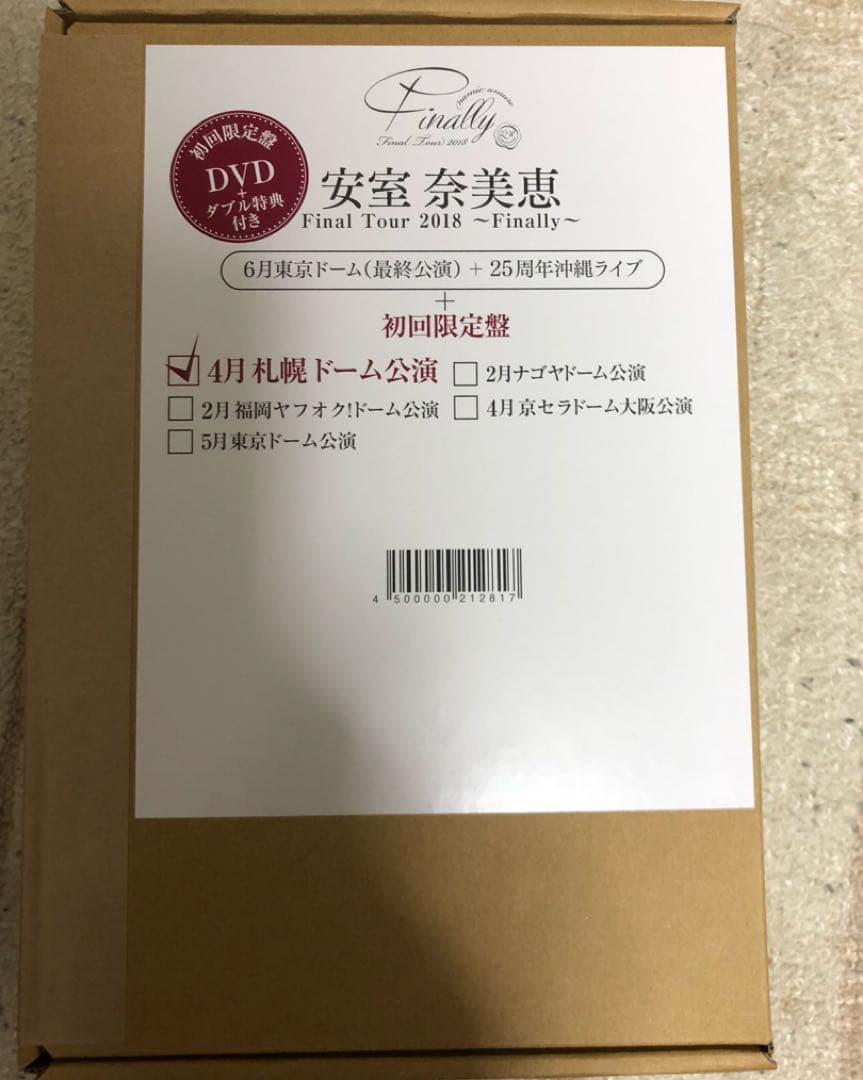 namie amuro
Finally
Final Tour 2018
初回限定盤
DVD
+
ダブル特典
付き
安室 奈美恵
Final Tour 2018 ～Finally～
6月東京ドーム(最終公演) + 25周年沖縄ライブ
+
初回限定盤
4月札幌ドーム公演
2月ナゴヤドーム公演
2月福岡ヤフオク!ドーム公演
4月京セラドーム大阪公演
5月東京ドーム公演
4 500000 212817